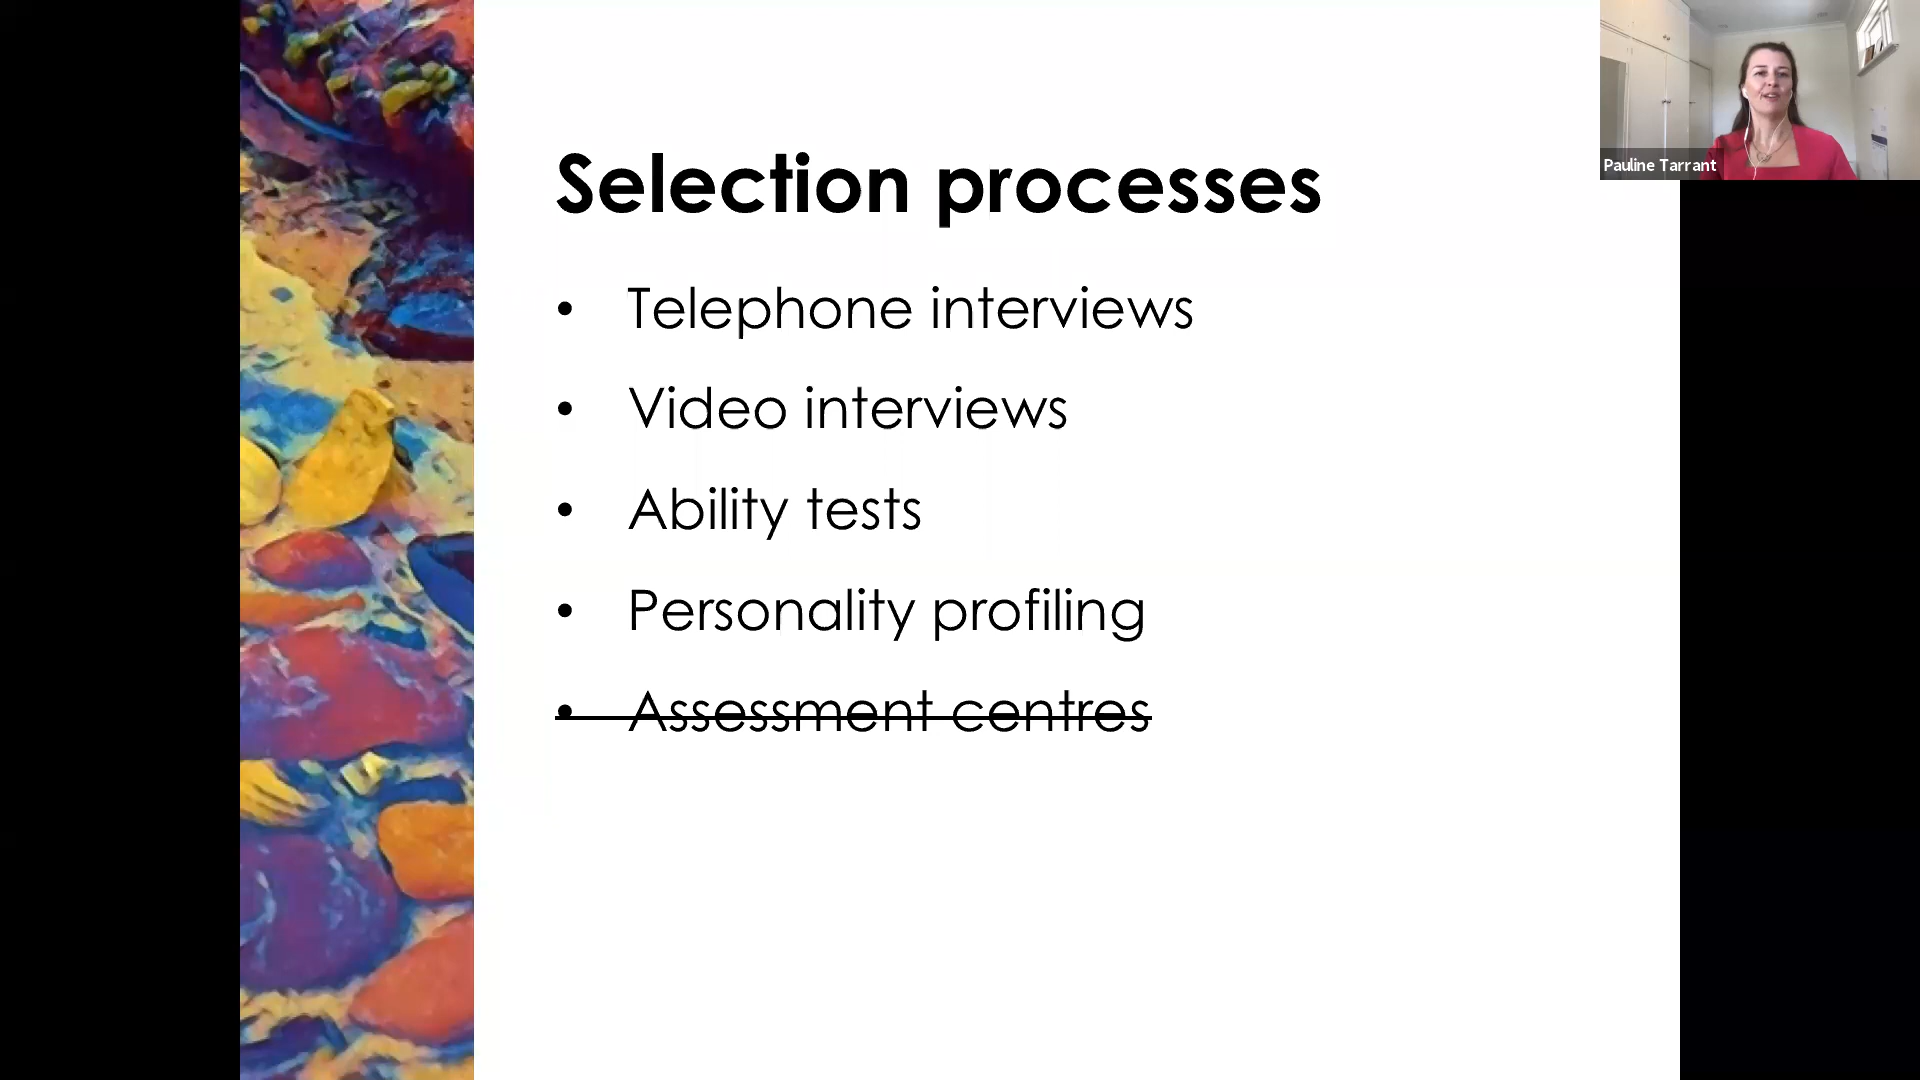 Selection processes
• Telephone interviews
• Video interviews
• Ability tests
• Personality profiling
• Assessment centres
Pauline Tarrant